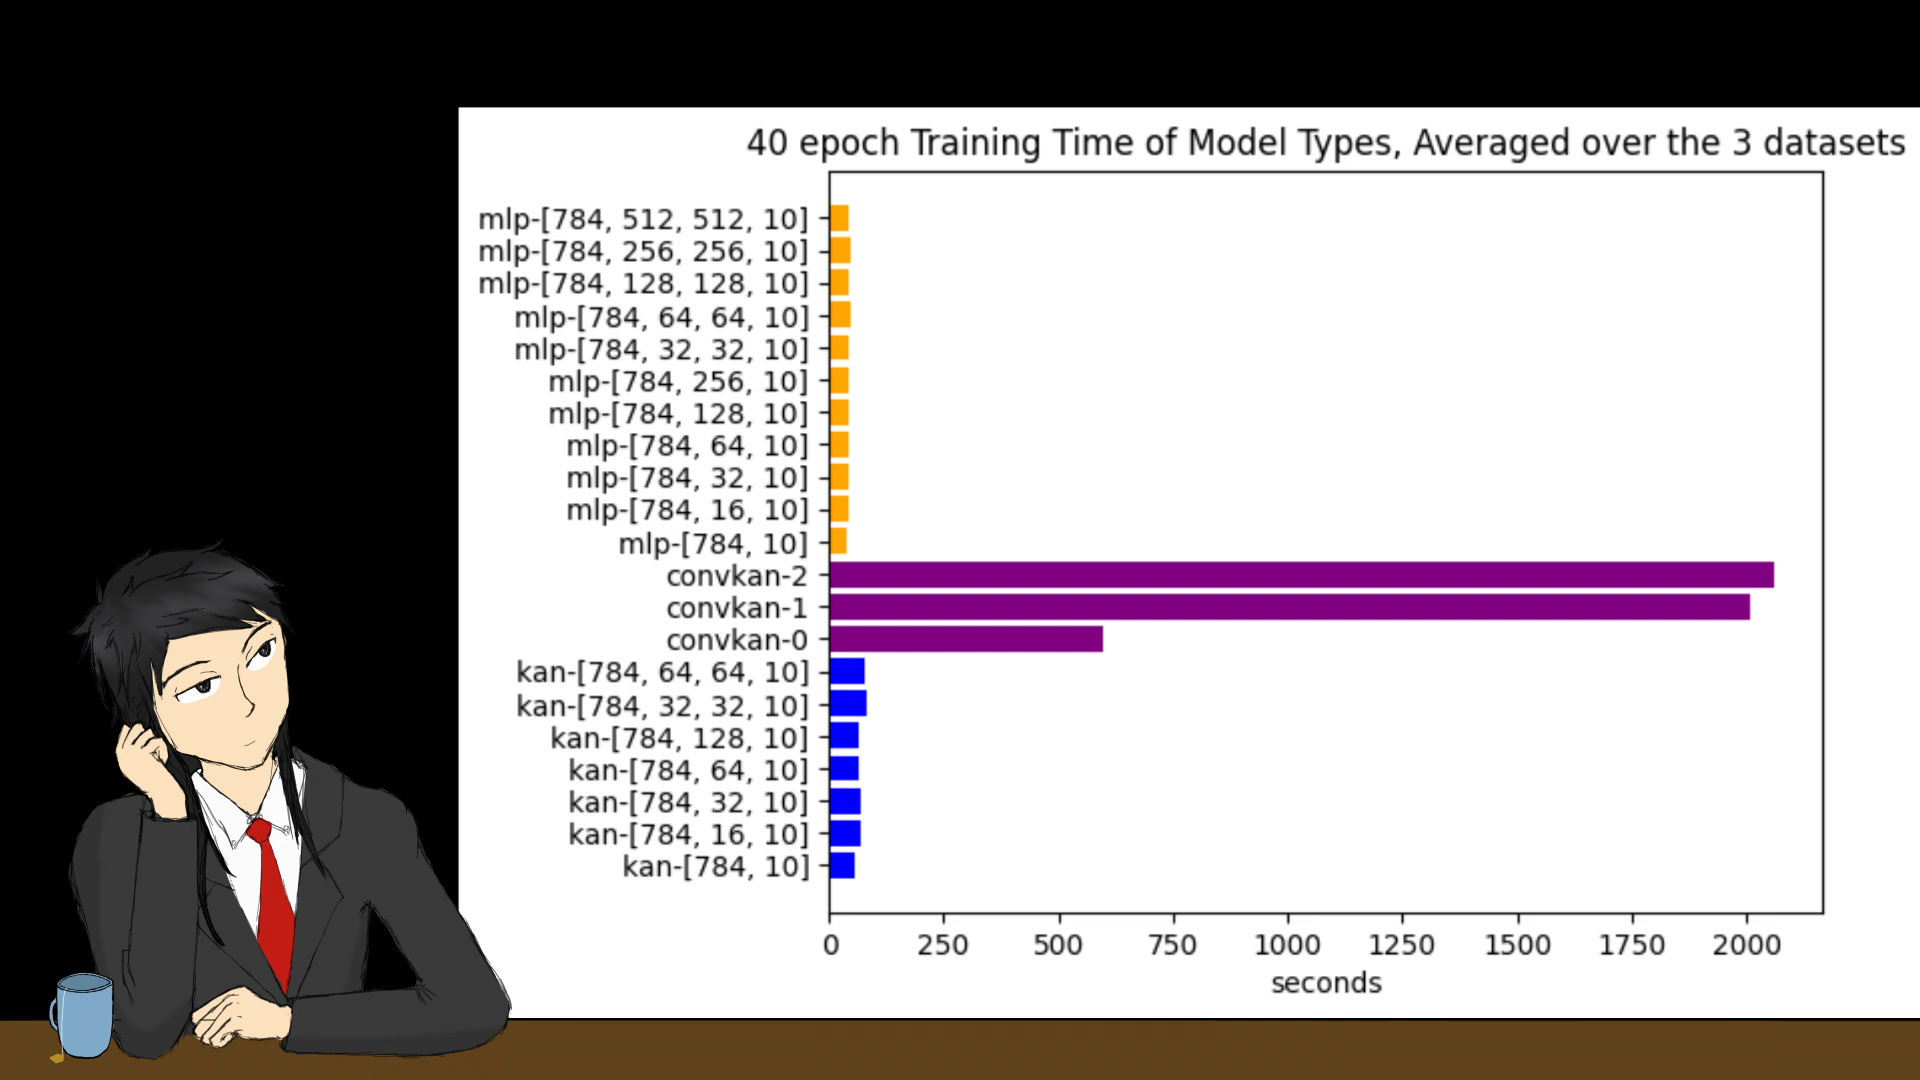 40 epoch Training Time of Model Types, Averaged over the 3 datasets
mlp-[784, 512, 512, 10]
mlp-[784, 256, 256, 10]
mlp-[784, 128, 128, 10]
mlp-[784, 64, 64, 10]
mlp-[784, 32, 32, 10]
mlp-[784, 256, 10]
mlp-[784, 128, 10]
mlp-[784, 64, 10]
mlp-[784, 32, 10]
mlp-[784, 16, 10]
mlp-[784, 10]
convkan-2
convkan-1
convkan-0
kan-[784, 64, 64, 10]
kan-[784, 32, 32, 10]
kan-[784, 128, 10]
kan-[784, 64, 10]
kan-[784, 32, 10]
kan-[784, 16, 10]
kan-[784, 10]
0 250 500 750 1000 1250 1500 1750 2000
seconds